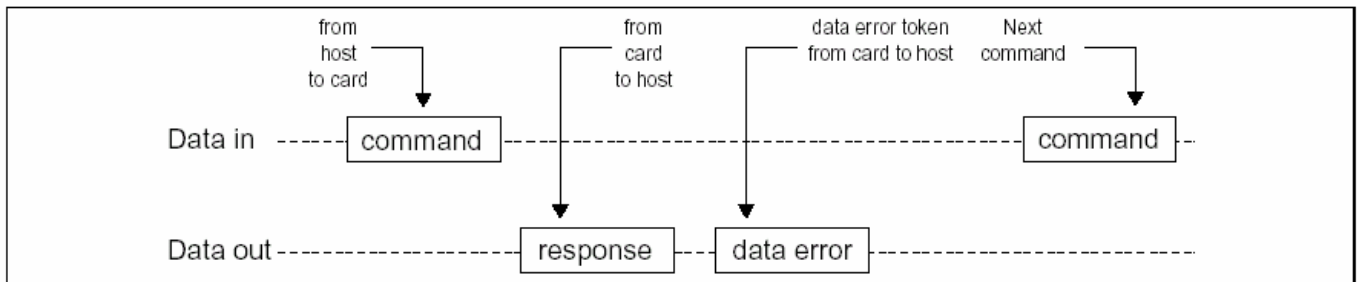 from
host
to card
from
card
to host
data error token
from card to host
Next
command
Data in
command
command
Data out
response
data error